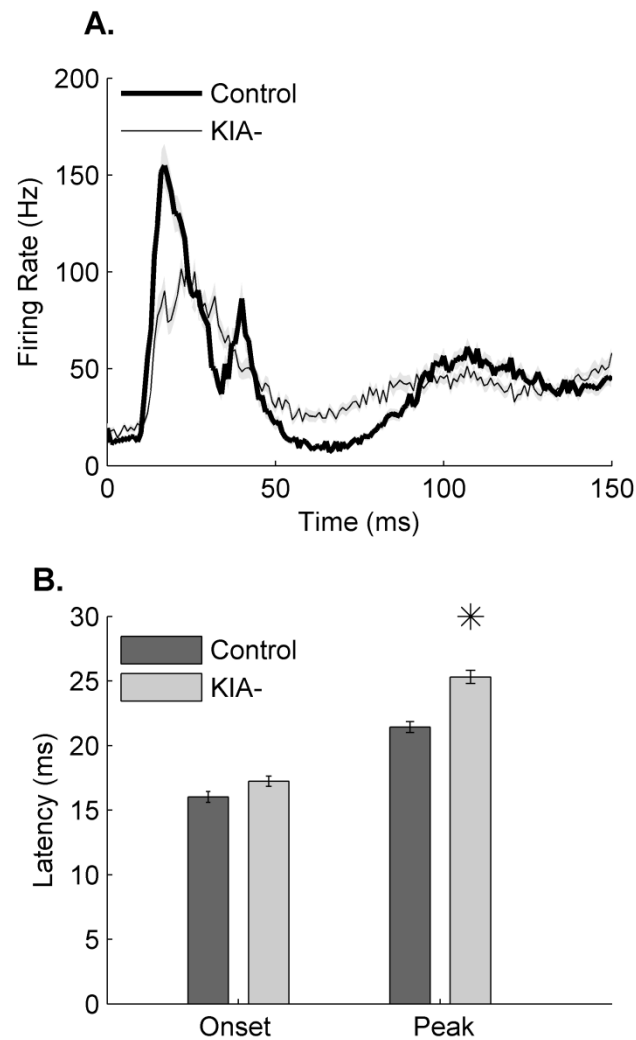 A.
200
150
100
50
0
Firing Rate (Hz)
Control
KIA-
0 50 100 150
Time (ms)
B.
30
25
20
15
10
5
0
Latency (ms)
Control
KIA-
Onset Peak